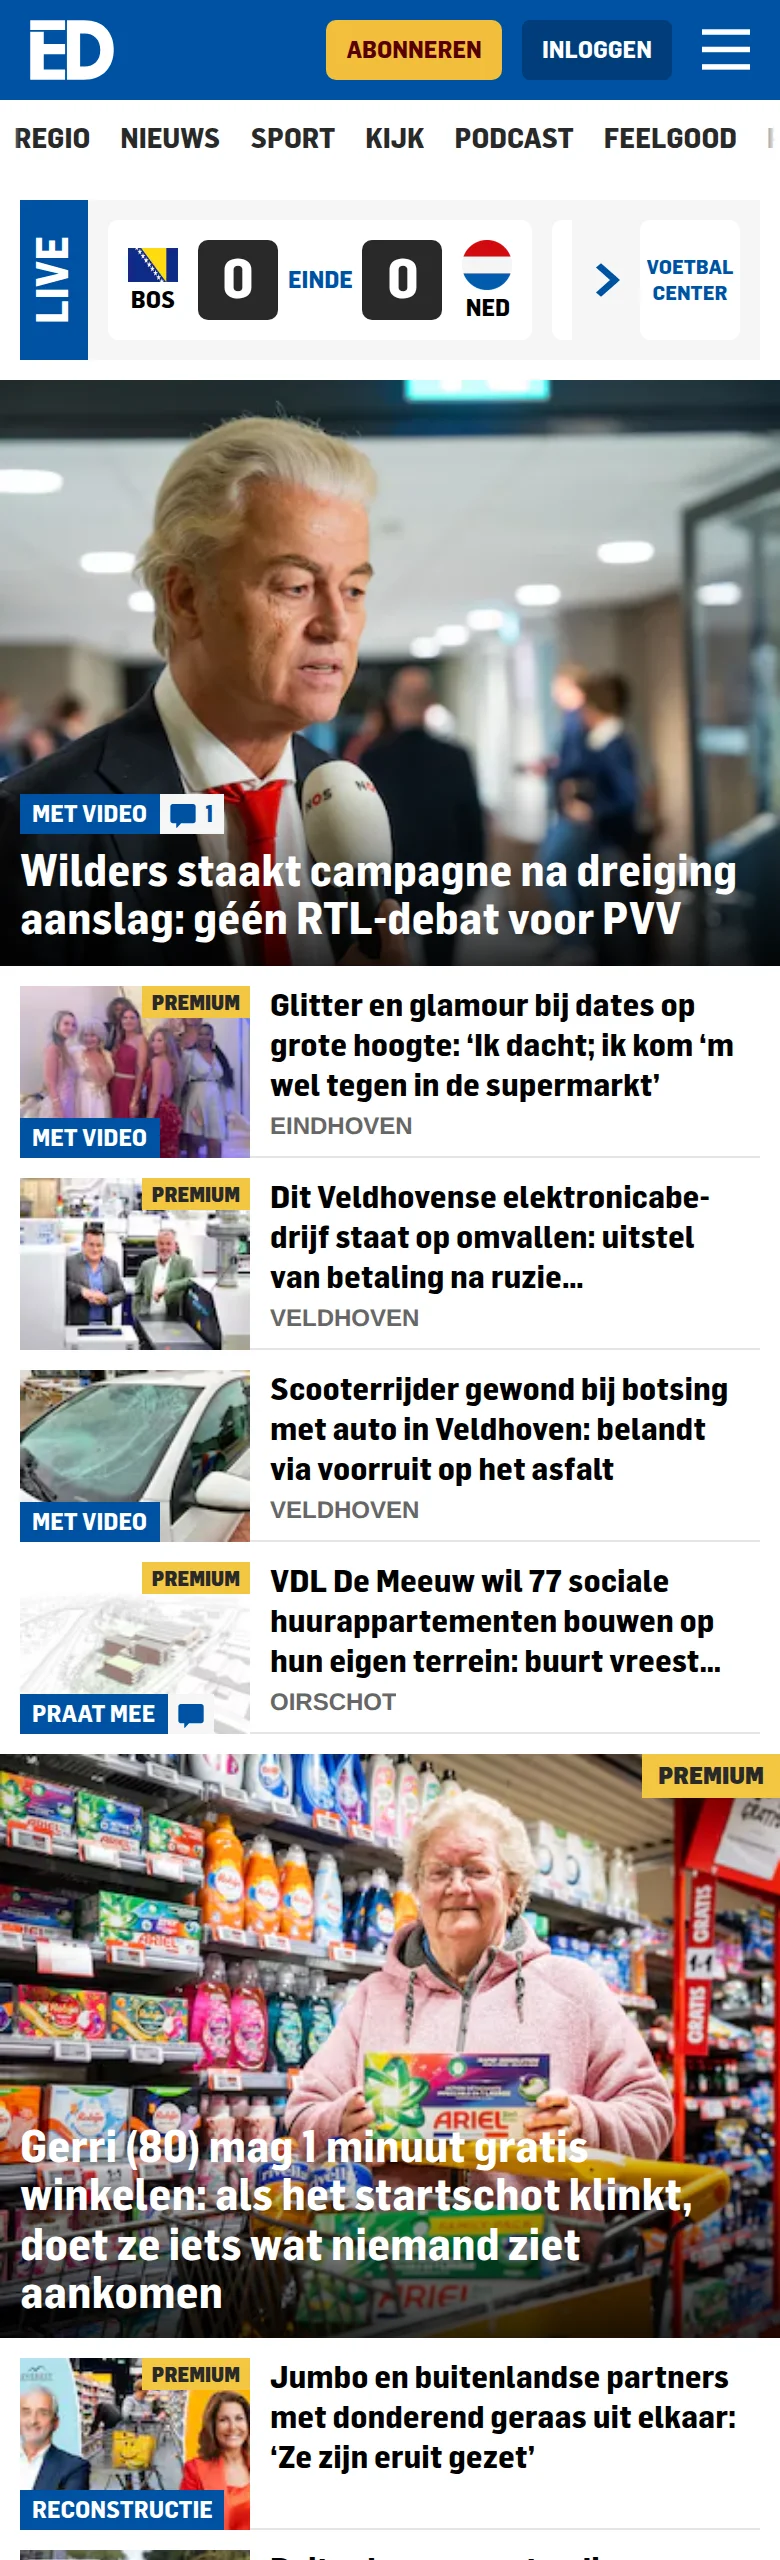 ED
ABONNEREN
INLOGGEN
REGIO NIEUWS SPORT KIJK PODCAST FEELGOOD
LIVE
BOS
0
EINDE
0
NED
VOETBAL
CENTER
NOS
MET VIDEO
1
Wilders staakt campagne na dreiging
aanslag: géén RTL-debat voor PVV
PREMIUM
MET VIDEO
Glitter en glamour bij dates op
grote hoogte: ‘Ik dacht; ik kom ‘m
wel tegen in de supermarkt’
EINDHOVEN
PREMIUM
Dit Veldhovense elektronicabe-
drijf staat op omvallen: uitstel
van betaling na ruzie...
VELDHOVEN
MET VIDEO
Scooterrijder gewond bij botsing
met auto in Veldhoven: belandt
via voorruit op het asfalt
VELDHOVEN
PREMIUM
PRAAT MEE
VDL De Meeuw wil 77 sociale
huurappartementen bouwen op
hun eigen terrein: buurt vreest...
OIRSCHOT
PREMIUM
GRATIS
GRATIS
ARIEL
Gerri (80) mag 1 minuut gratis
winkelen: als het startschot klinkt,
doet ze iets wat niemand ziet
aankomen
PREMIUM
RECONSTRUCTIE
Jumbo en buitenlandse partners
met donderend geraas uit elkaar:
‘Ze zijn eruit gezet’